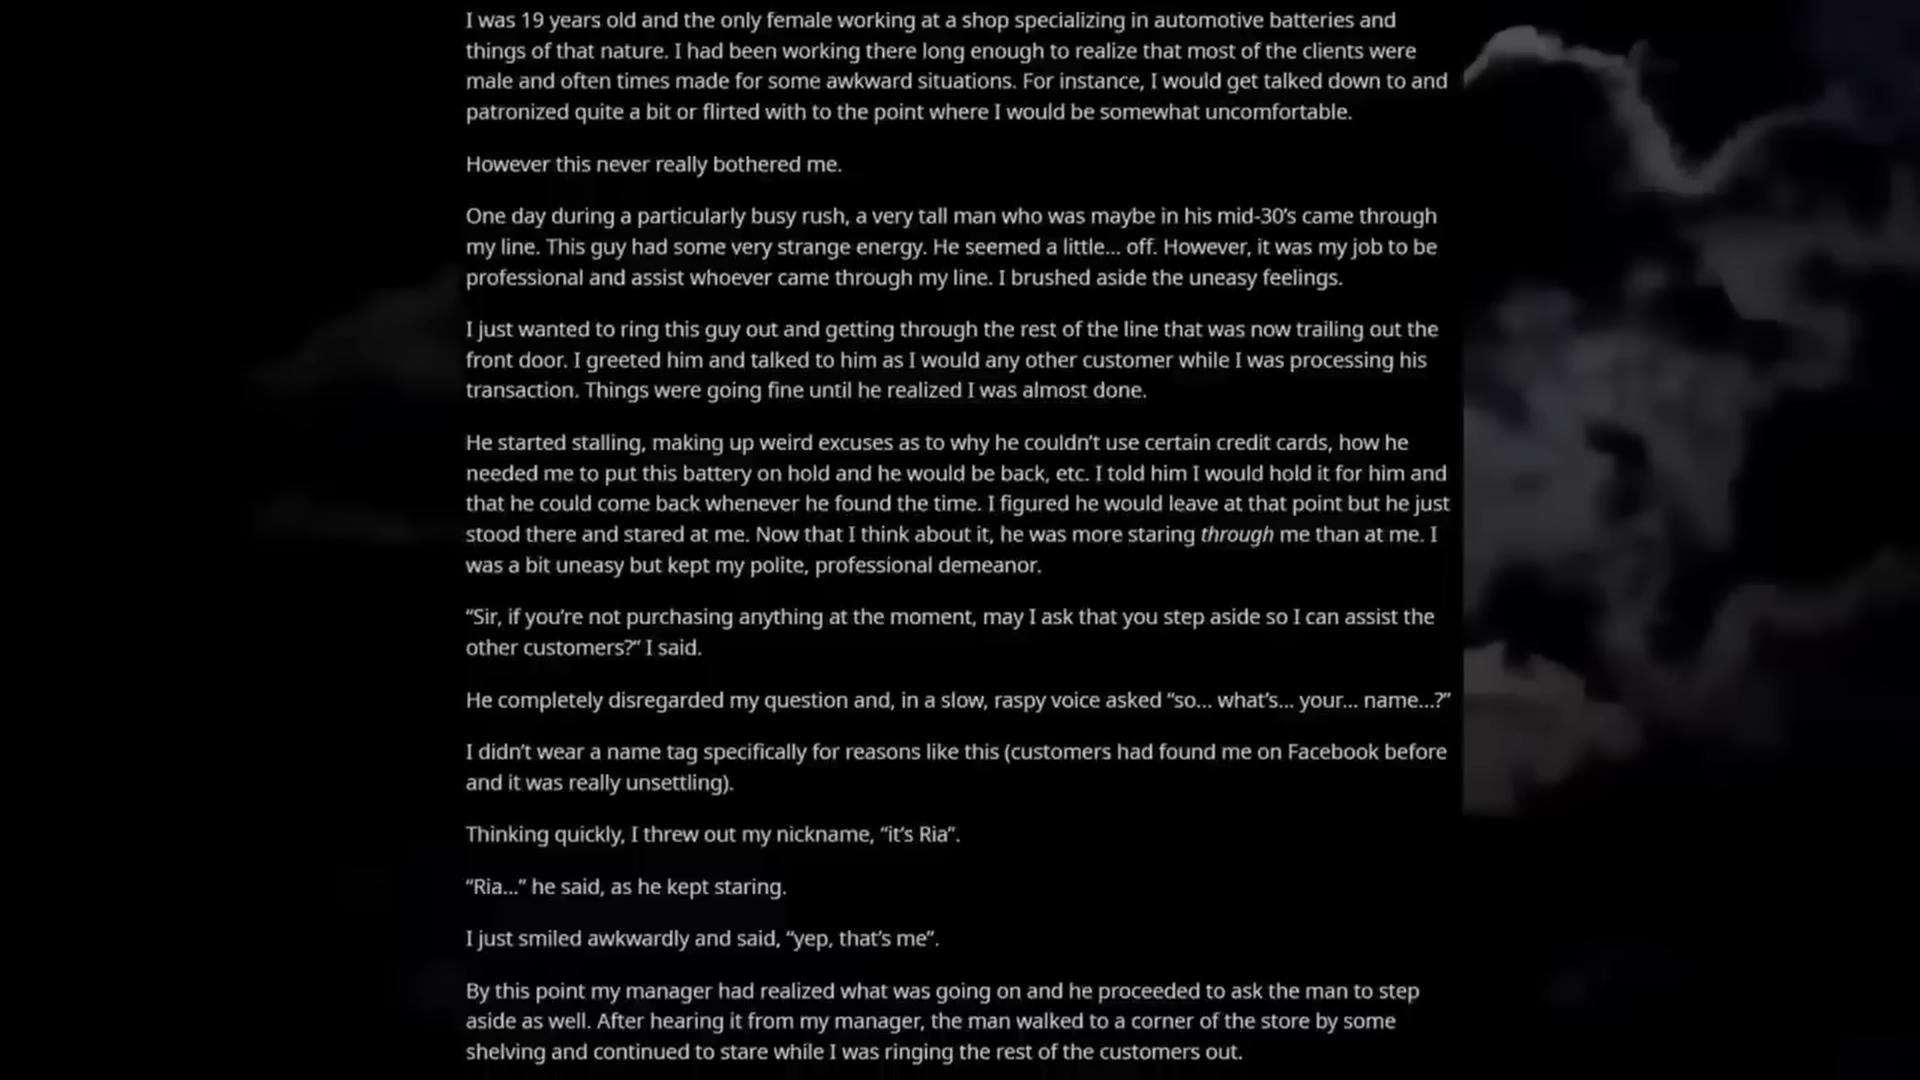 I was 19 years old and the only female working at a shop specializing in automotive batteries and
things of that nature. I had been working there long enough to realize that most of the clients were
male and often times made for some awkward situations. For instance, I would get talked down to and
patronized quite a bit or flirted with to the point where I would be somewhat uncomfortable.
However this never really bothered me.
One day during a particularly busy rush, a very tall man who was maybe in his mid-30’s came through
my line. This guy had some very strange energy. He seemed a little... off. However, it was my job to be
professional and assist whoever came through my line. I brushed aside the uneasy feelings.
I just wanted to ring this guy out and getting through the rest of the line that was now trailing out the
front door. I greeted him and talked to him as I would any other customer while I was processing his
transaction. Things were going fine until he realized I was almost done.
He started stalling, making up weird excuses as to why he couldn’t use certain credit cards, how he
needed me to put this battery on hold and he would be back, etc. I told him I would hold it for him and
that he could come back whenever he found the time. I figured he would leave at that point but he just
stood there and stared at me. Now that I think about it, he was more staring through me than at me. I
was a bit uneasy but kept my polite, professional demeanor.
“Sir, if you’re not purchasing anything at the moment, may I ask that you step aside so I can assist the
other customers?” I said.
He completely disregarded my question and, in a slow, raspy voice asked “so... what’s... your... name...?”
I didn’t wear a name tag specifically for reasons like this (customers had found me on Facebook before
and it was really unsettling).
Thinking quickly, I threw out my nickname, “it’s Ria”.
“Ria...” he said, as he kept staring.
I just smiled awkwardly and said, “yep, that’s me”.
By this point my manager had realized what was going on and he proceeded to ask the man to step
aside as well. After hearing it from my manager, the man walked to a corner of the store by some
shelving and continued to stare while I was ringing the rest of the customers out.